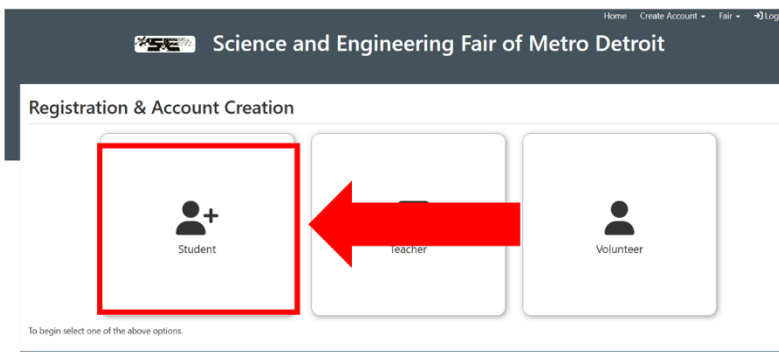 Home Create Account Fair Log
Science and Engineering Fair of Metro Detroit
Registration & Account Creation
Student Teacher Volunteer
To begin select one of the above options.